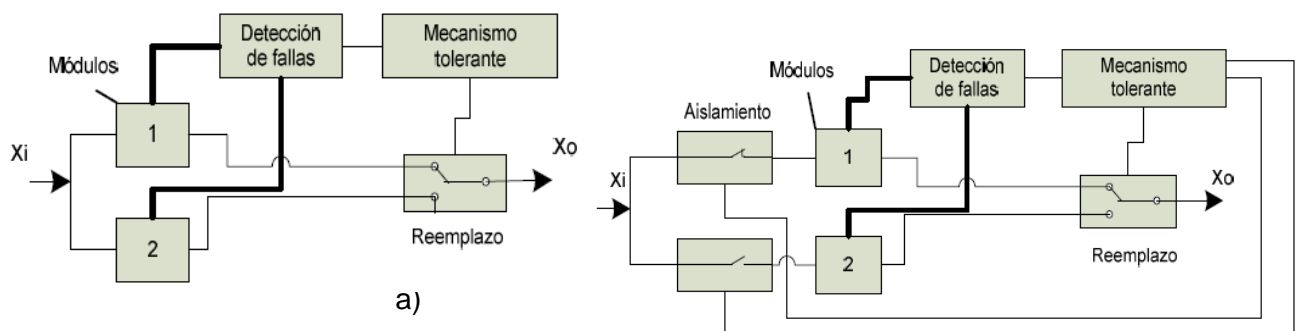 Detección
de fallas
Mecanismo
tolerante
Módulos
1
Xi
2
Xo
Reemplazo
a)
Detección
de fallas
Mecanismo
tolerante
Módulos
Aislamiento
1
Xi
2
Xo
Reemplazo